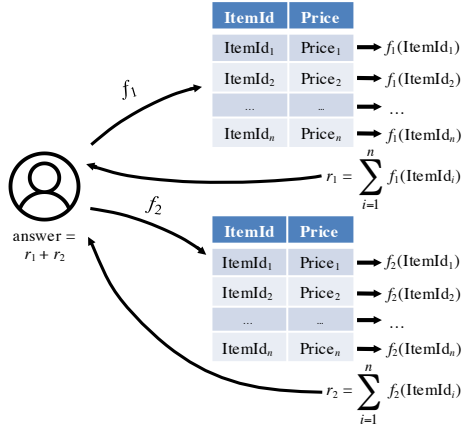 f₁
ItemId Price
ItemId₁ Price₁ f₁(ItemId₁)
ItemId₂ Price₂ f₁(ItemId₂)
... ... ...
ItemIdₙ Priceₙ f₁(ItemIdₙ)
r₁ = ∑ⁿᵢ₌₁ f₁(ItemIdᵢ)
f₂
answer =
r₁ + r₂
ItemId Price
ItemId₁ Price₁ f₂(ItemId₁)
ItemId₂ Price₂ f₂(ItemId₂)
... ... ...
ItemIdₙ Priceₙ f₂(ItemIdₙ)
r₂ = ∑ⁿᵢ₌₁ f₂(ItemIdᵢ)